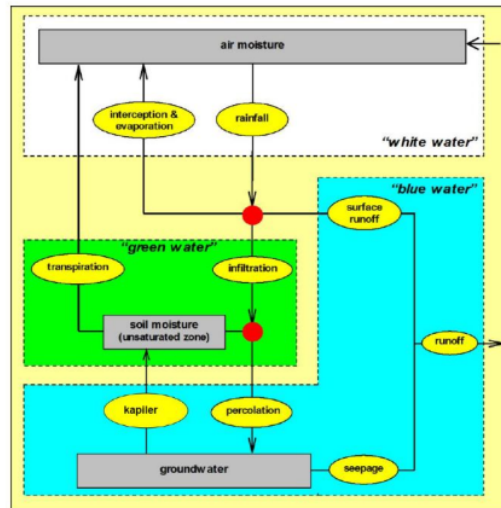 air moisture
interception &
evaporation
rainfall
"white water"
"blue water"
surface
runoff
"green water"
transpiration
infiltration
soil moisture
(unsaturated zone)
runoff
kapiler
percolation
groundwater
seepage